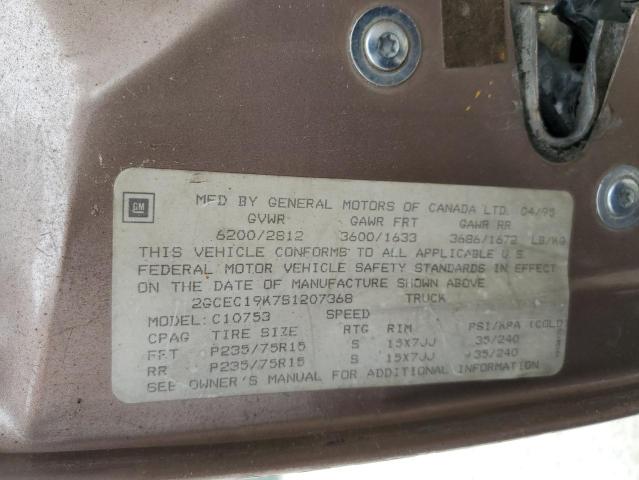 GM
MFD BY GENERAL MOTORS OF CANADA LTD. 04/95
GVWR GAWR FRT GAWR RR
6200/2812 3600/1633 3686/1672 LB/KG
THIS VEHICLE CONFORMS TO ALL APPLICABLE U.S.
FEDERAL MOTOR VEHICLE SAFETY STANDARDS IN EFFECT
ON THE DATE OF MANUFACTURE SHOWN ABOVE
2GCEC19K7S1207368 TRUCK
MODEL: C10753 SPEED
CPAG TIRE SIZE RTG RIM PSI/KPA (COLD
FRT P235/75R15 S 15X7JJ 35/240
RR P235/75R15 S 15X7JJ 35/240
SEE OWNER'S MANUAL FOR ADDITIONAL INFORMATION